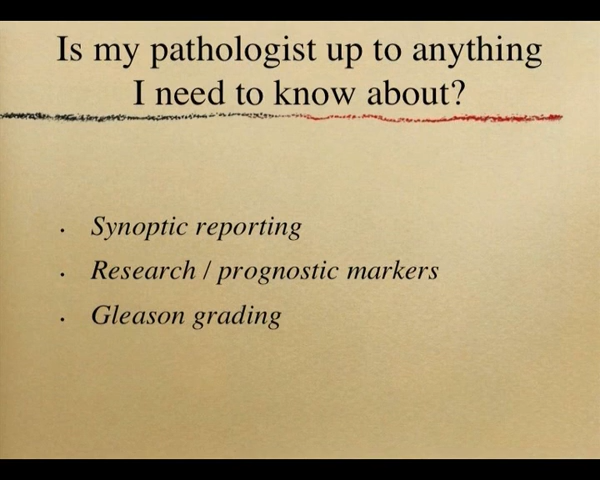 Is my pathologist up to anything
I need to know about?
• Synoptic reporting
• Research / prognostic markers
• Gleason grading